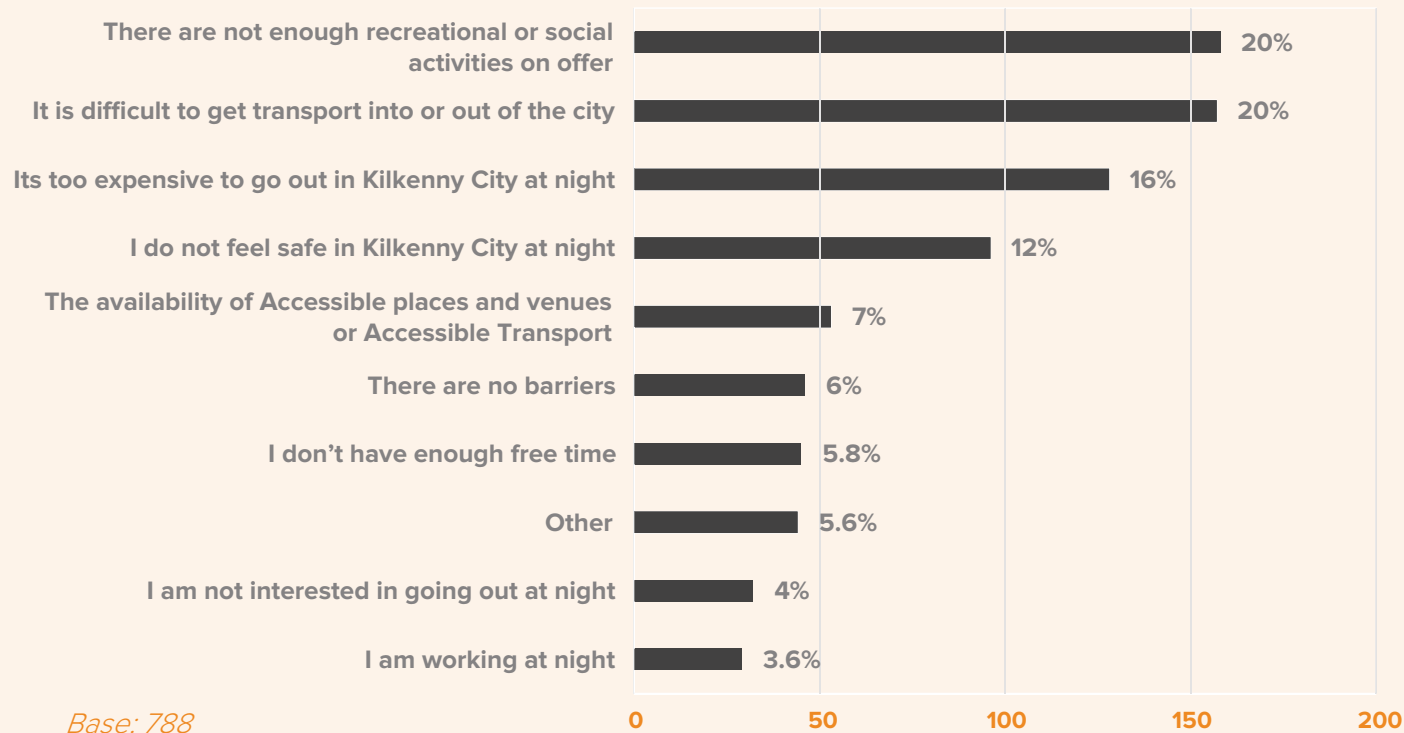 There are not enough recreational or social
activities on offer
20%
It is difficult to get transport into or out of the city
20%
Its too expensive to go out in Kilkenny City at night
16%
I do not feel safe in Kilkenny City at night
12%
The availability of Accessible places and venues
or Accessible Transport
7%
There are no barriers
6%
I don’t have enough free time
5.8%
Other
5.6%
I am not interested in going out at night
4%
I am working at night
3.6%
Base: 788
0 50 100 150 200